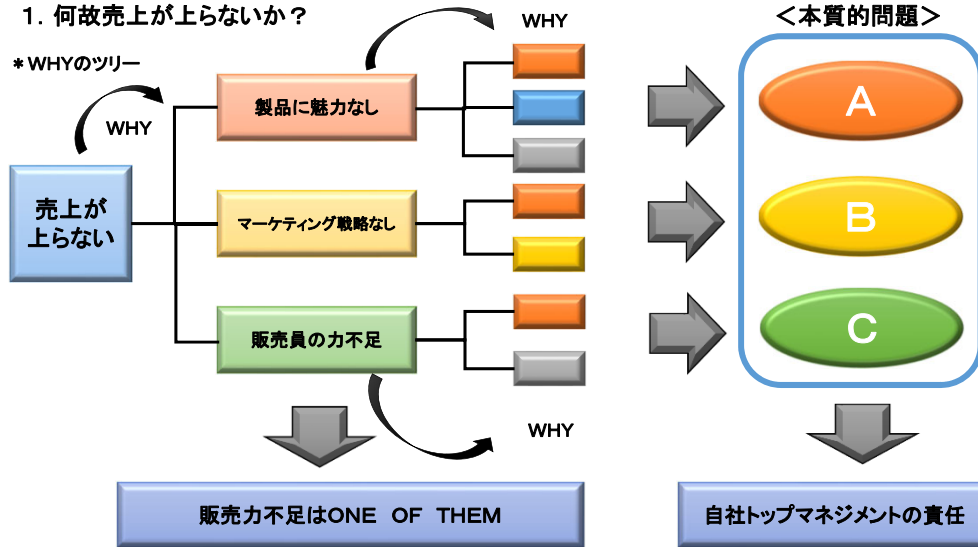 1. 何故売上が上らないか?
<本質的問題>
*WHYのツリー
WHY
WHY
製品に魅力なし
A
売上が
上らない
マーケティング戦略なし
B
販売員の力不足
C
WHY
販売力不足はONE OF THEM
自社トップマネジメントの責任